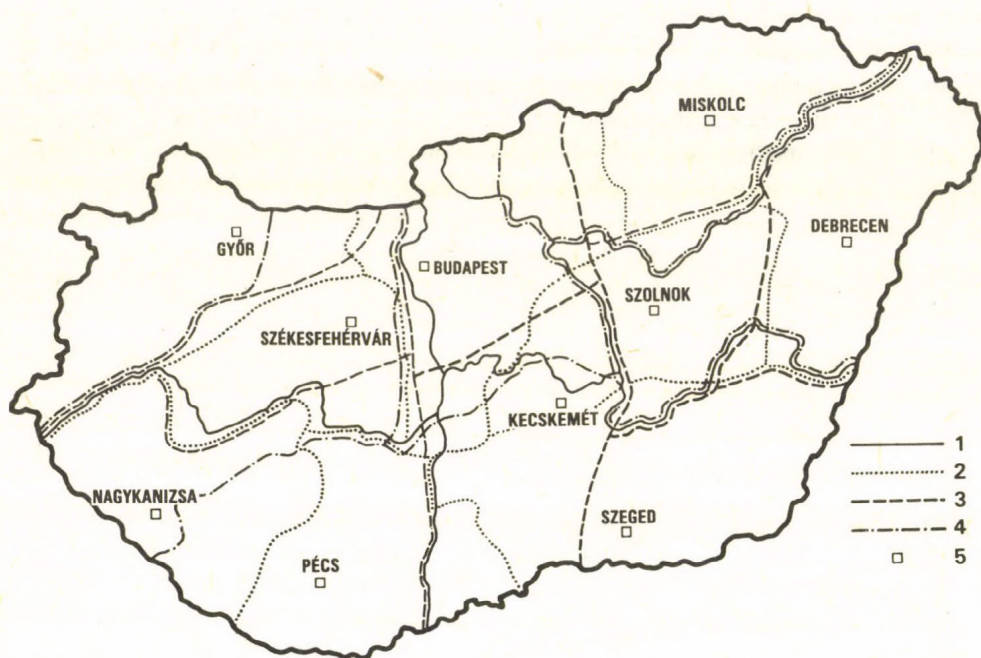 MISKOLC
GYŐR
BUDAPEST
DEBRECEN
SZOLNOK
SZÉKESFEHÉRVÁR
KECSKEMÉT
NAGYKANIZSA
SZEGED
PÉCS
1
2
3
4
5